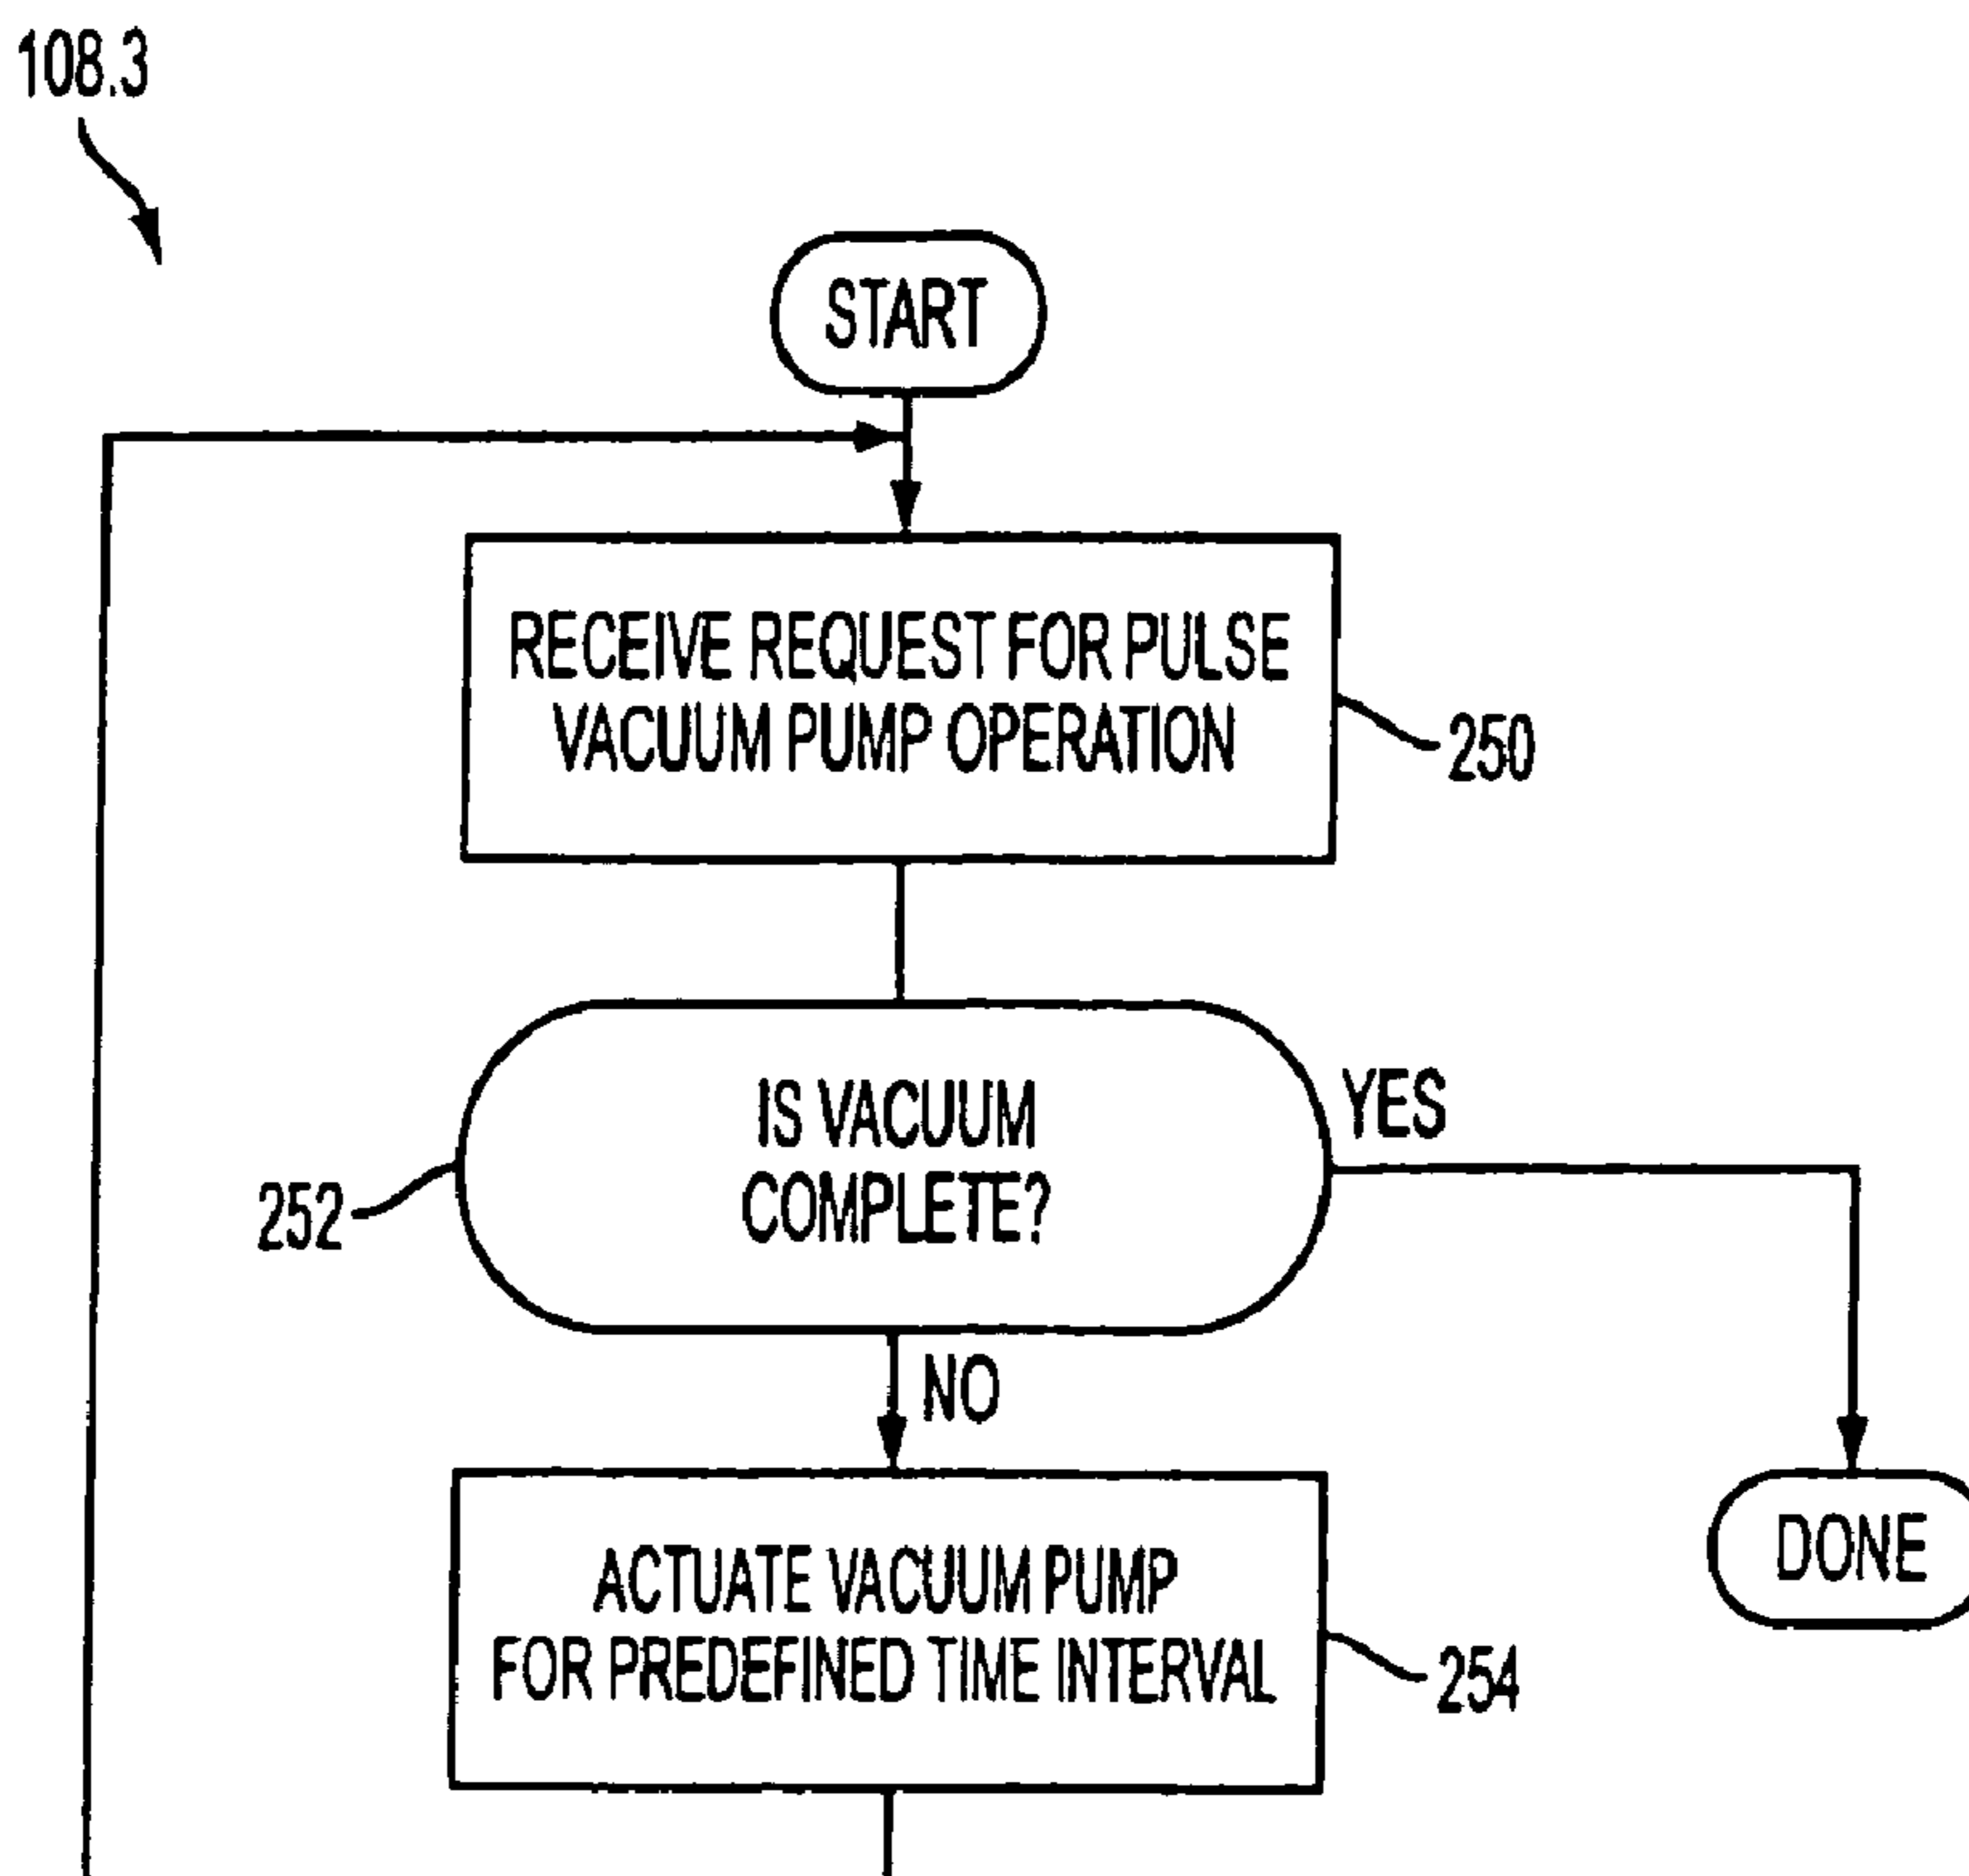 108.3
START
RECEIVE REQUEST FOR PULSE
VACUUM PUMP OPERATION
250
IS VACUUM
COMPLETE?
YES
252
NO
ACTUATE VACUUM PUMP
FOR PREDEFINED TIME INTERVAL
254
DONE